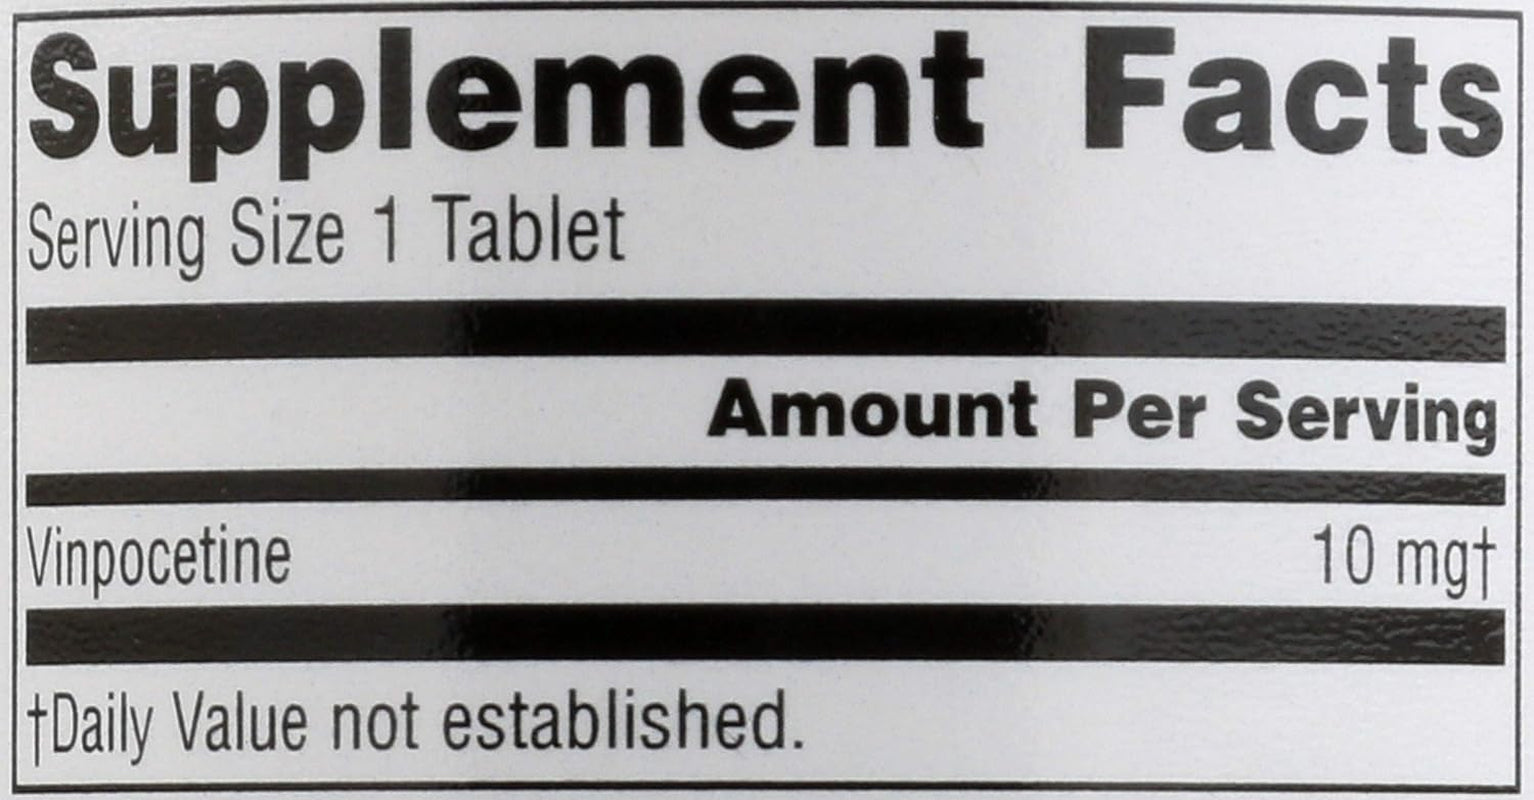 Supplement Facts
Serving Size 1 Tablet
Amount Per Serving
Vinpocetine 10 mg†
†Daily Value not established.